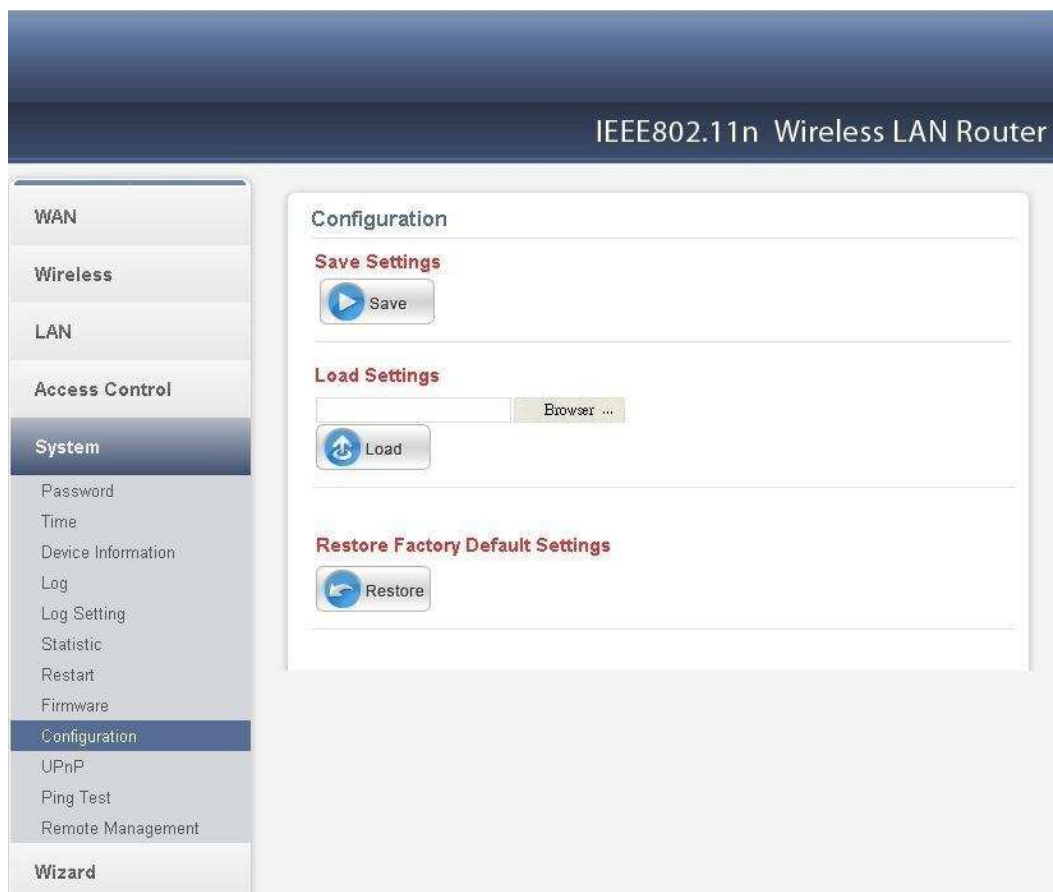 IEEE802.11n Wireless LAN Router
WAN
Wireless
LAN
Access Control
System
Password
Time
Device Information
Log
Log Setting
Statistic
Restart
Firmware
Configuration
UPnP
Ping Test
Remote Management
Wizard
Configuration
Save Settings
Save
Load Settings
Browser ...
Load
Restore Factory Default Settings
Restore